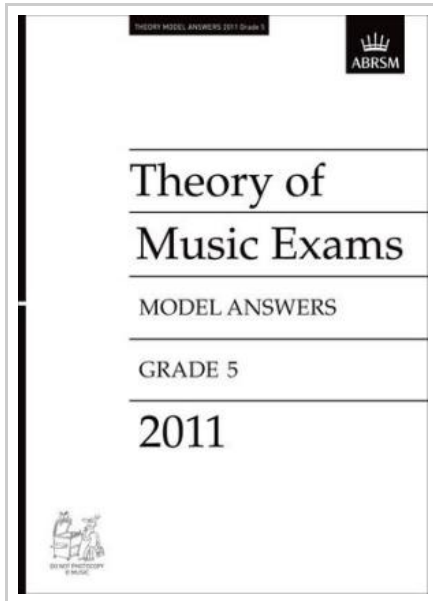 THEORY MODEL ANSWERS 2011 Grade 5
ABRSM
Theory of
Music Exams
MODEL ANSWERS
GRADE 5
2011
DO NOT PHOTOCOPY
© MUSIC